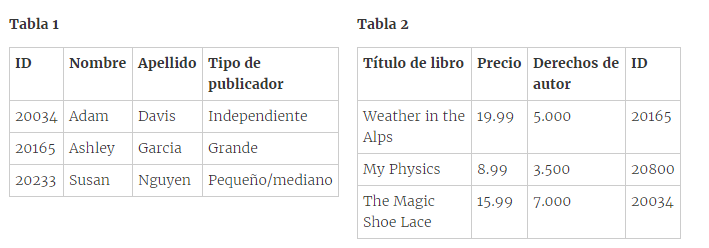 Tabla 1
ID Nombre Apellido Tipo de
publicador
20034 Adam Davis Independiente
20165 Ashley Garcia Grande
20233 Susan Nguyen Pequeño/mediano
Tabla 2
Título de libro Precio Derechos de ID
autor
Weather in the 19.99 5.000 20165
Alps
My Physics 8.99 3.500 20800
The Magic 15.99 7.000 20034
Shoe Lace